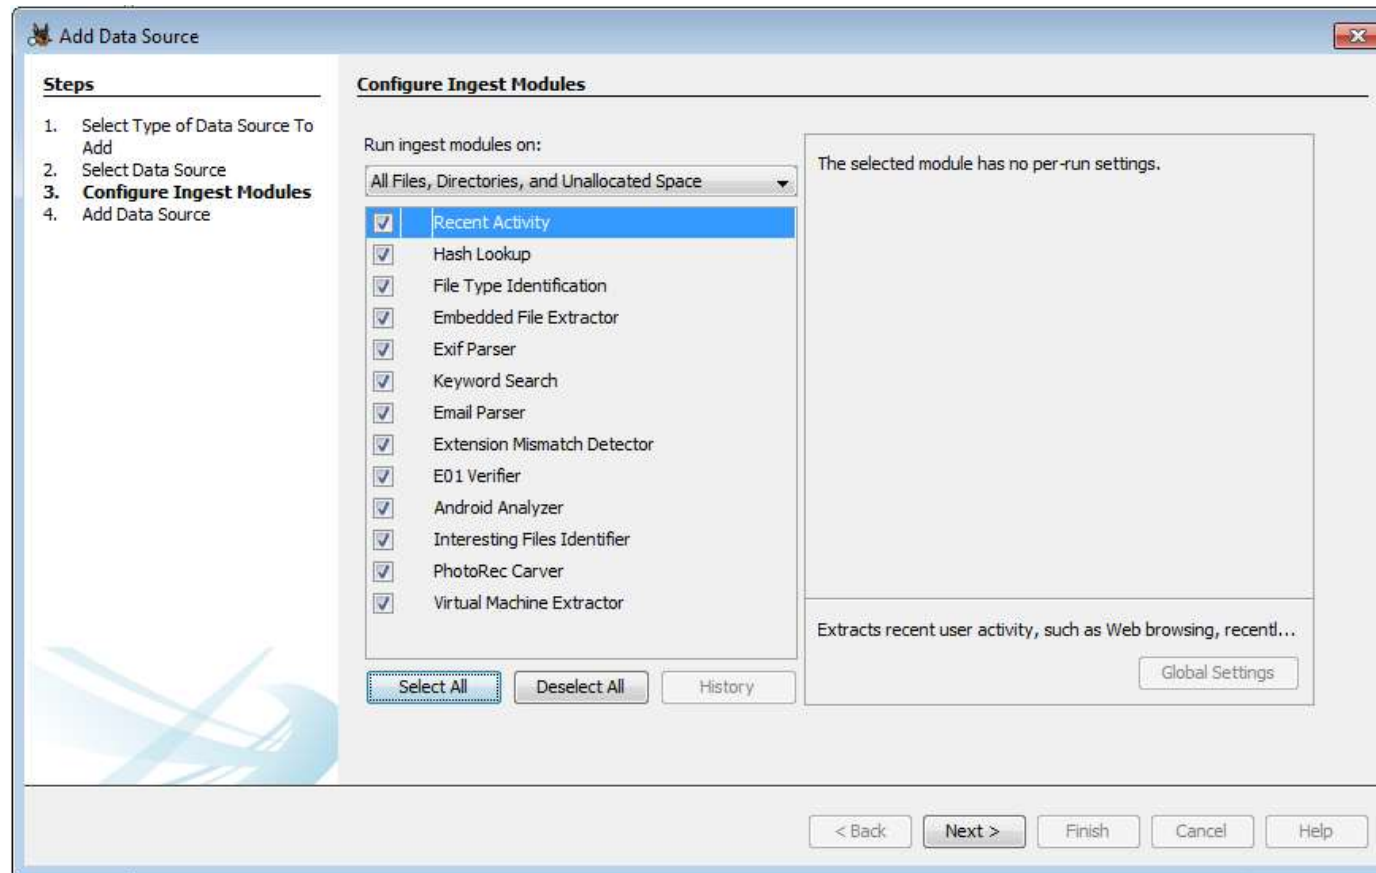 Add Data Source
Steps
1. Select Type of Data Source To
Add
2. Select Data Source
3. Configure Ingest Modules
4. Add Data Source
Configure Ingest Modules
Run ingest modules on:
All Files, Directories, and Unallocated Space
Recent Activity
Hash Lookup
File Type Identification
Embedded File Extractor
Exif Parser
Keyword Search
Email Parser
Extension Mismatch Detector
E01 Verifier
Android Analyzer
Interesting Files Identifier
PhotoRec Carver
Virtual Machine Extractor
Select All
Deselect All
History
The selected module has no per-run settings.
Extracts recent user activity, such as Web browsing, recentl...
Global Settings
< Back
Next >
Finish
Cancel
Help